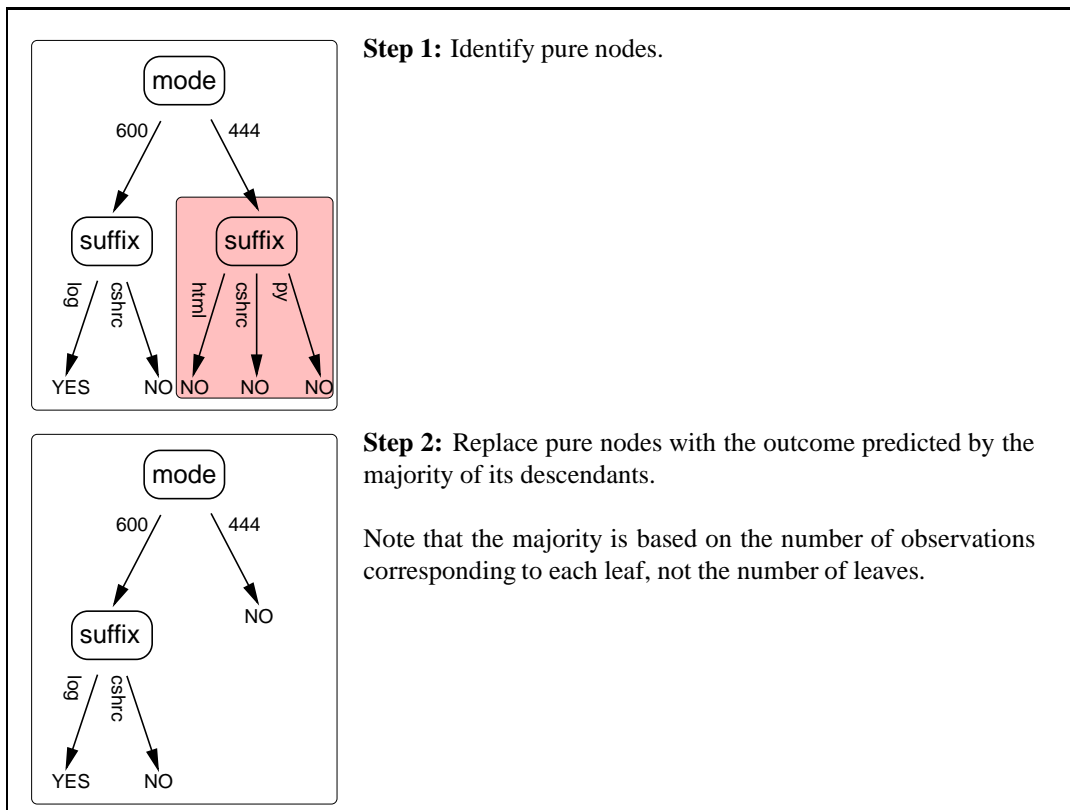 Step 1: Identify pure nodes.
mode
600 444
suffix suffix
log cshrc html cshrc py
YES NO NO NO NO
Step 2: Replace pure nodes with the outcome predicted by the
majority of its descendants.
Note that the majority is based on the number of observations
corresponding to each leaf, not the number of leaves.
mode
600 444
NO
suffix
log cshrc
YES NO